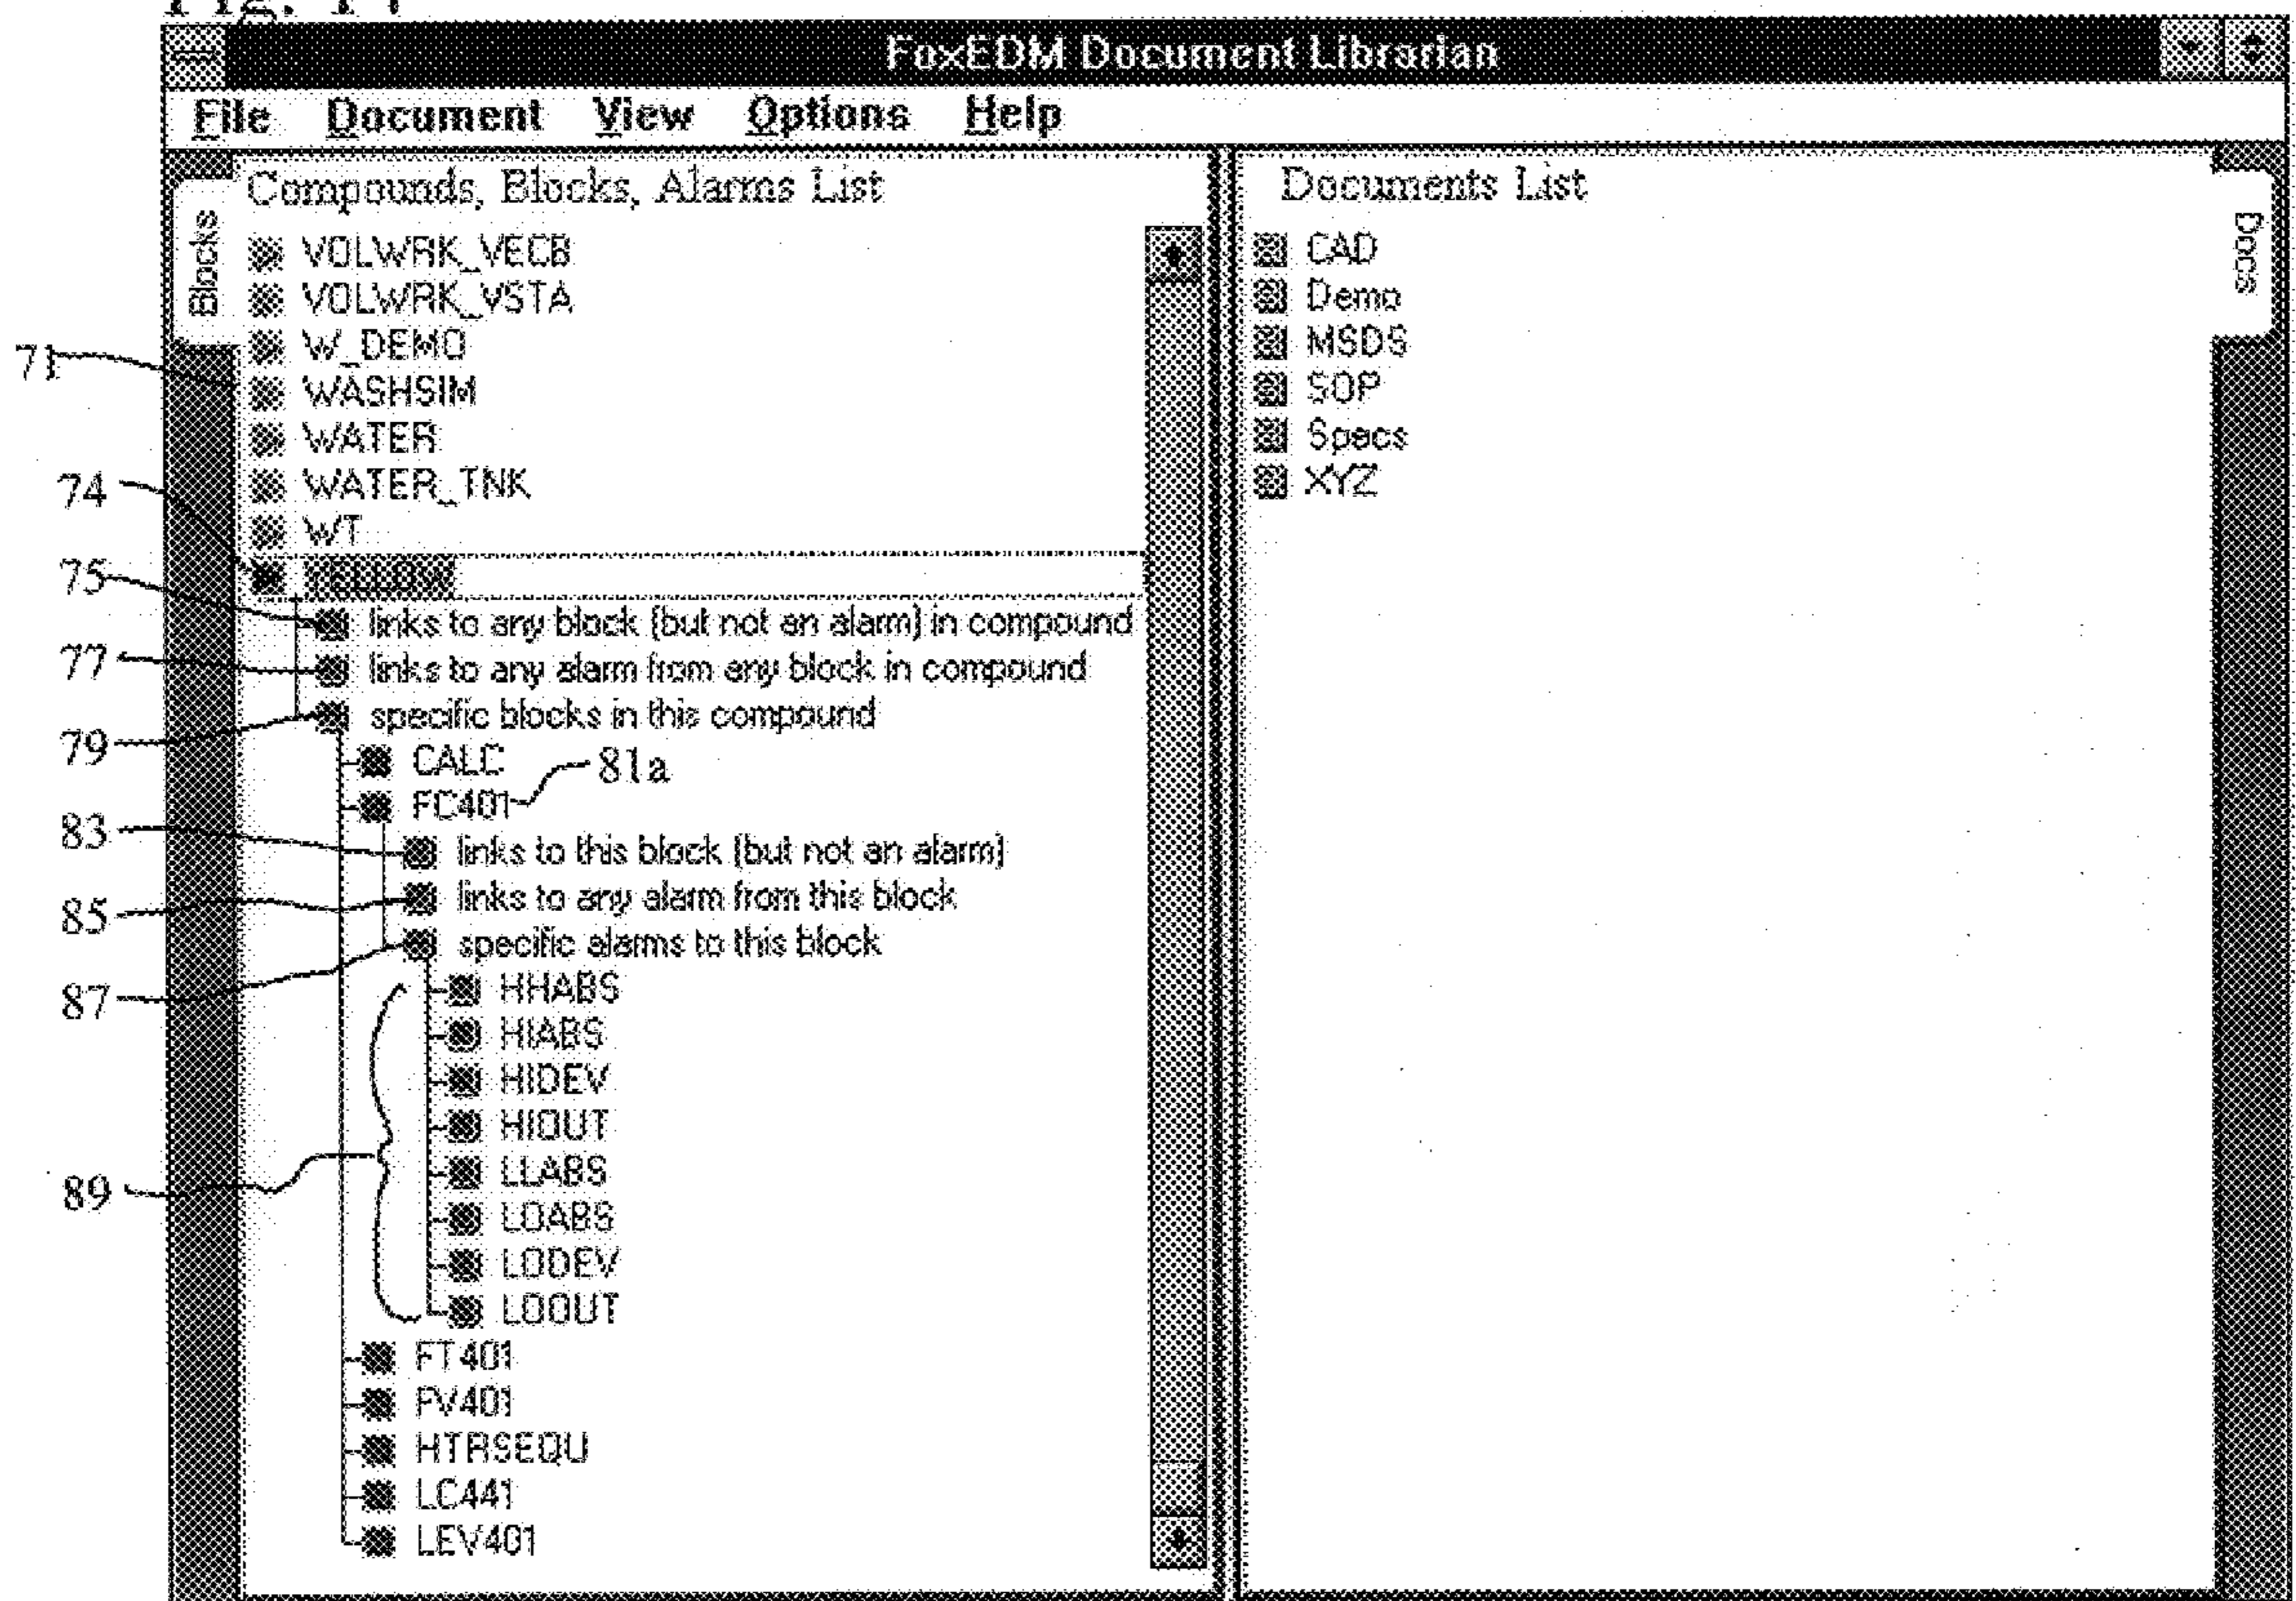 FoxEDM Document Librarian
File Document View Options Help
Blocks
Compounds, Blocks, Alarms List
VOLWRK_VECB
VOLWRK_VSTA
W_DEMO
WASHSIM
WATER
WATER_TNK
WT
YELLOW
links to any block (but not an alarm) in compound
links to any alarm from any block in compound
specific blocks in this compound
CALC
81a
FC401
links to this block (but not an alarm)
links to any alarm from this block
specific alarms to this block
HHABS
HIABS
HIDEV
HIOUT
LLABS
LOABS
LODEV
LOOUT
FT401
FV401
HTRSEQU
LC441
LEV401
71
74
75
77
79
83
85
87
89
Documents List
CAD
Demo
MSDS
SOP
Specs
XYZ
Docs